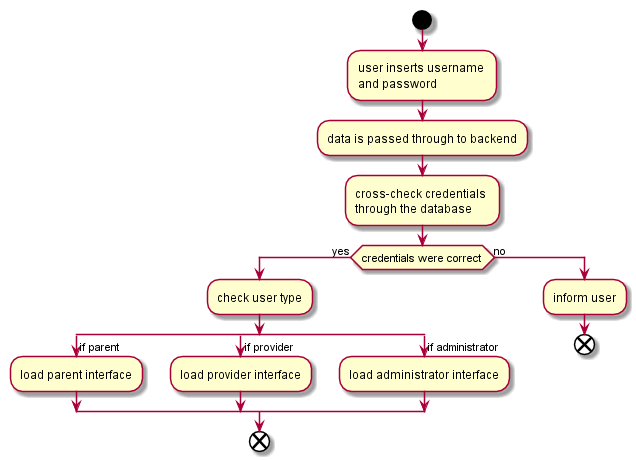 user inserts username
and password
data is passed through to backend
cross-check credentials
through the database
yes
credentials were correct
no
check user type
inform user
if parent
if provider
if administrator
load parent interface
load provider interface
load administrator interface